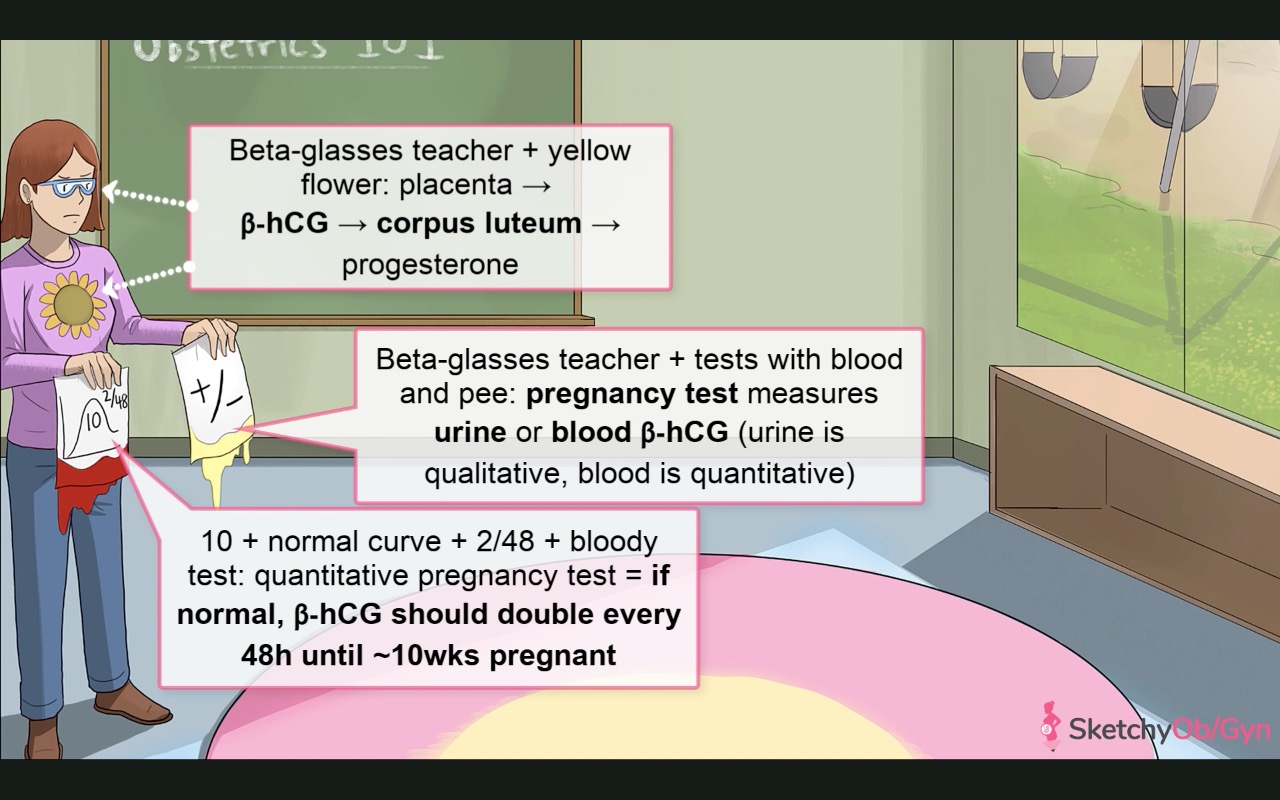 Obstetrics 101
Beta-glasses teacher + yellow
flower: placenta →
β-hCG → corpus luteum →
progesterone
+/-
10 2/48
Beta-glasses teacher + tests with blood
and pee: pregnancy test measures
urine or blood β-hCG (urine is
qualitative, blood is quantitative)
10 + normal curve + 2/48 + bloody
test: quantitative pregnancy test = if
normal, β-hCG should double every
48h until ~10wks pregnant
SketchyOb/Gyn